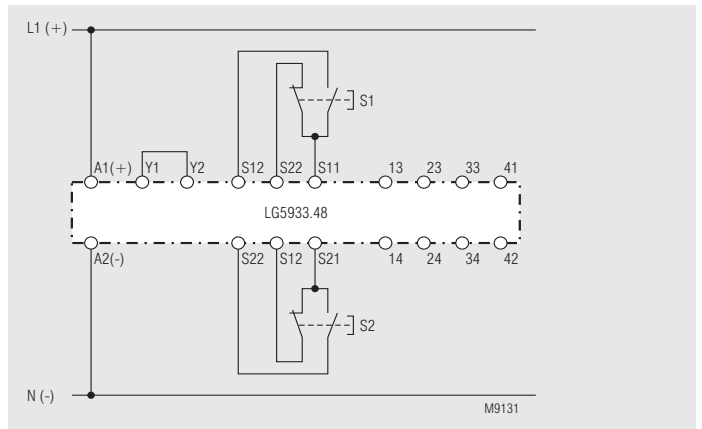 L1 (+)
S1
A1(+) Y1 Y2 S12 S22 S11 13 23 33 41
LG5933.48
A2(-) S22 S12 S21 14 24 34 42
S2
N (-)
M9131